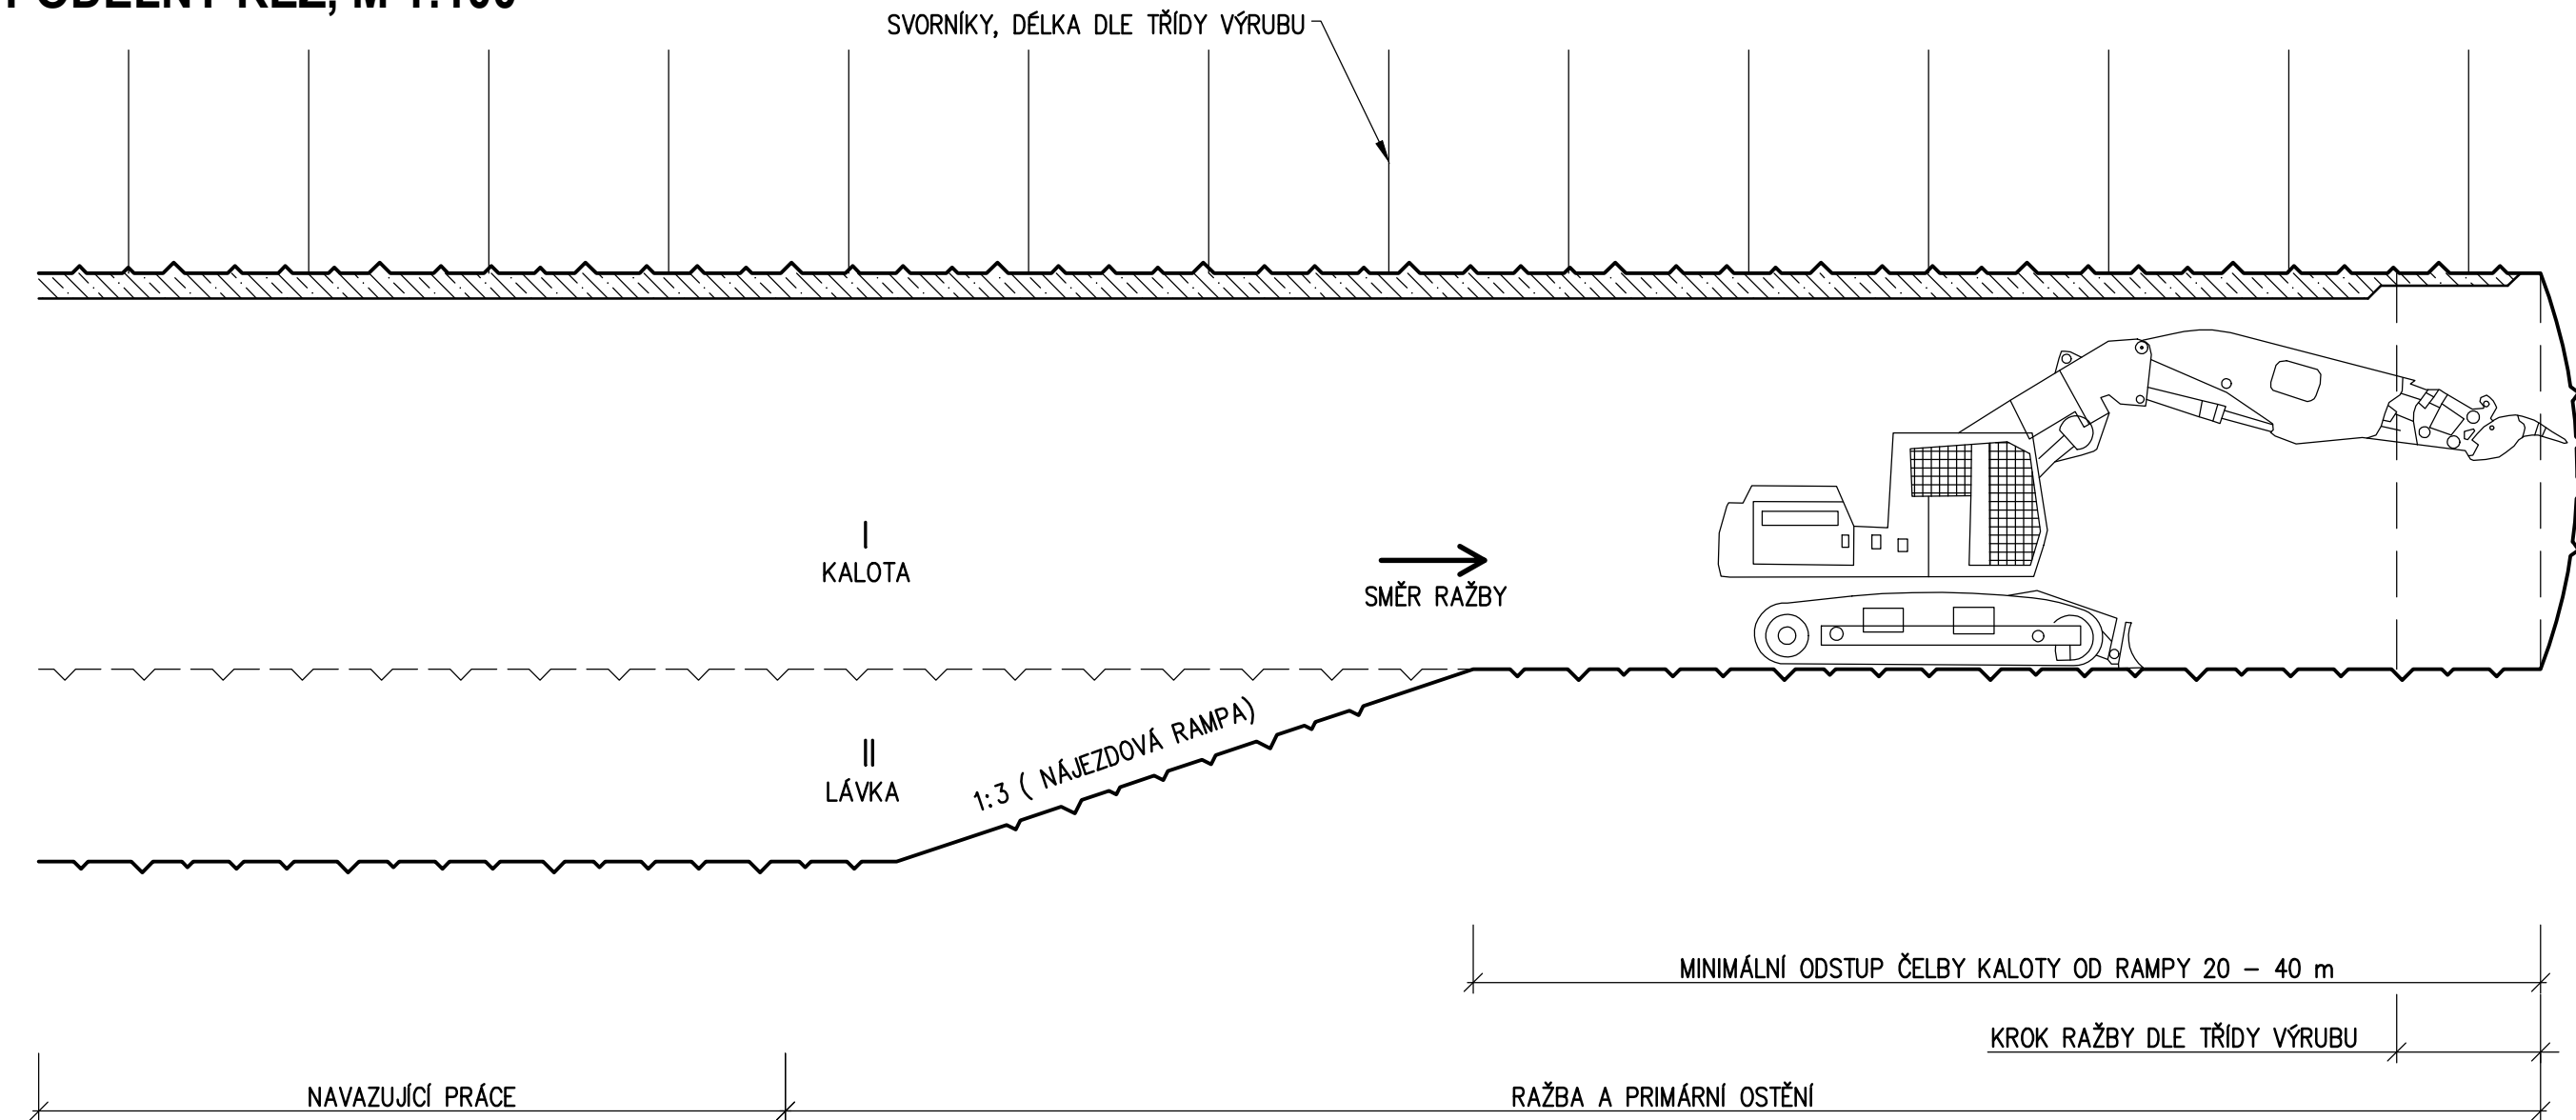 SVORNÍKY, DÉLKA DLE TŘÍDY VÝRUBU
I
KALOTA
SMĚR RAŽBY
II
LÁVKA
1:3 ( NÁJEZDOVÁ RAMPA)
MINIMÁLNÍ ODSTUP ČELBY KALOTY OD RAMPY 20 – 40 m
KROK RAŽBY DLE TŘÍDY VÝRUBU
NAVAZUJÍCÍ PRÁCE
RAŽBA A PRIMÁRNÍ OSTĚNÍ